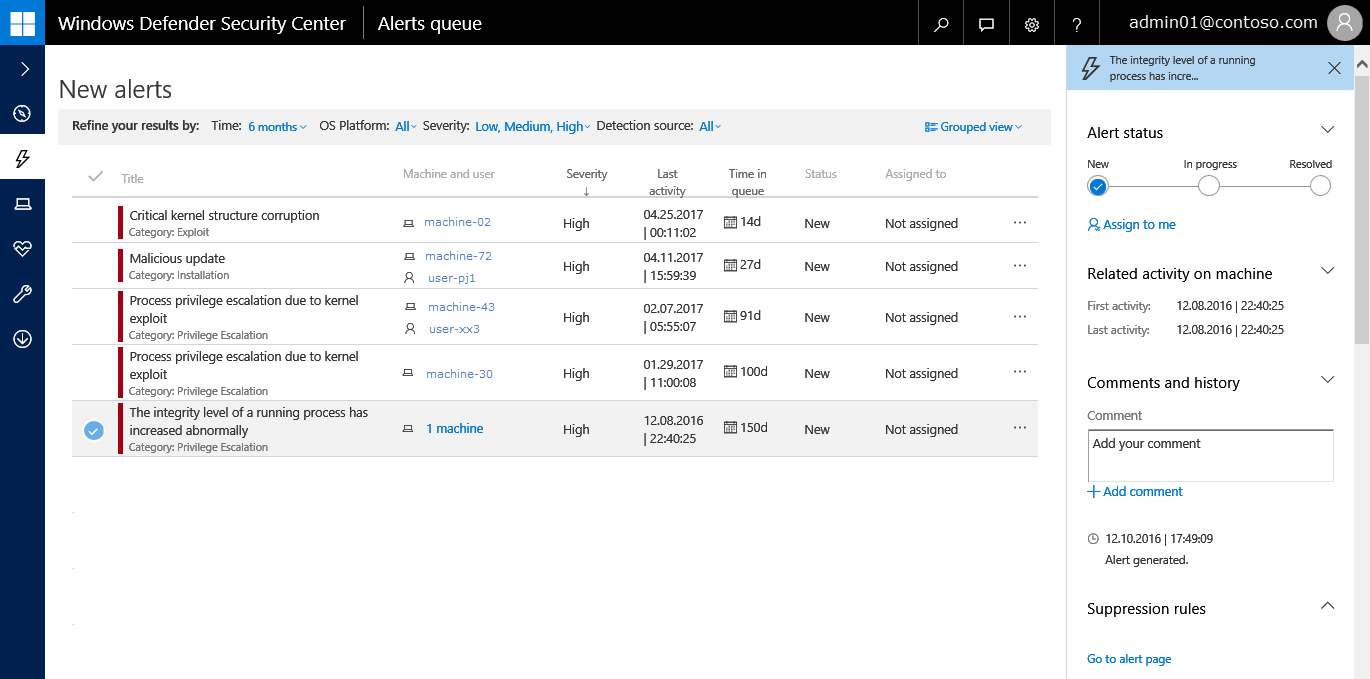 Windows Defender Security Center
Alerts queue
?
admin01@contoso.com
New alerts
Refine your results by: Time: 6 months OS Platform: All Severity: Low, Medium, High Detection source: All
Grouped view
Title
Machine and user
Severity
↓
Last
activity
Time in
queue
Status
Assigned to
Critical kernel structure corruption
Category: Exploit
machine-02
High
04.25.2017
| 00:11:02
14d
New
Not assigned
...
Malicious update
Category: Installation
machine-72
user-pj1
High
04.11.2017
| 15:59:39
27d
New
Not assigned
...
Process privilege escalation due to kernel
exploit
Category: Privilege Escalation
machine-43
user-xx3
High
02.07.2017
| 05:55:07
91d
New
Not assigned
...
Process privilege escalation due to kernel
exploit
Category: Privilege Escalation
machine-30
High
01.29.2017
| 11:00:08
100d
New
Not assigned
...
The integrity level of a running process has
increased abnormally
Category: Privilege Escalation
1 machine
High
12.08.2016
| 22:40:25
150d
New
Not assigned
...
The integrity level of a running
process has incre...
Alert status
New
In progress
Resolved
Assign to me
Related activity on machine
First activity: 12.08.2016 | 22:40:25
Last activity: 12.08.2016 | 22:40:25
Comments and history
Comment
Add your comment
Add comment
12.10.2016 | 17:49:09
Alert generated.
Suppression rules
Go to alert page